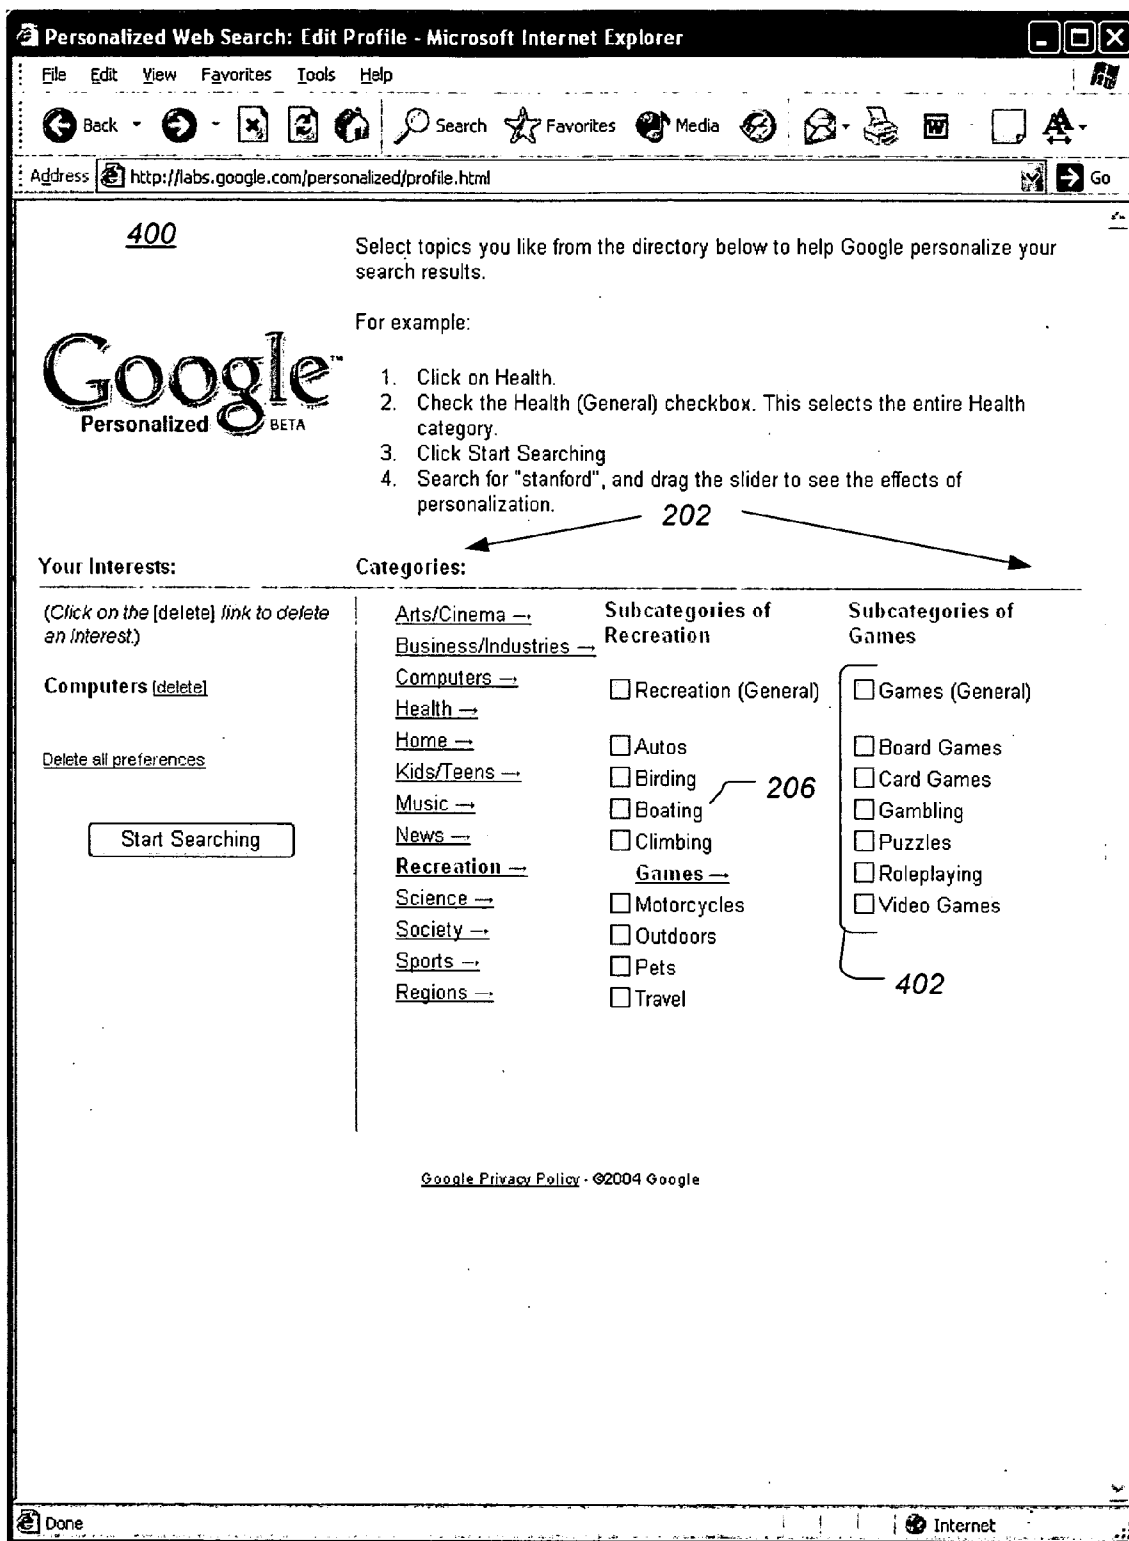 Personalized Web Search: Edit Profile - Microsoft Internet Explorer
File Edit View Favorites Tools Help
Back Search Favorites Media
Address http://labs.google.com/personalized/profile.html Go
400
Select topics you like from the directory below to help Google personalize your
search results.
For example:
Google™
Personalized BETA
1. Click on Health.
2. Check the Health (General) checkbox. This selects the entire Health
category.
3. Click Start Searching
4. Search for "stanford", and drag the slider to see the effects of
personalization.
202
Your Interests:
(Click on the [delete] link to delete
an Interest.)
Computers [delete]
Delete all preferences
Start Searching
Categories:
Arts/Cinema →
Business/Industries →
Computers →
Health →
Home →
Kids/Teens →
Music →
News →
Recreation →
Science →
Society →
Sports →
Regions →
Subcategories of
Recreation
Recreation (General)
Autos
Birding
Boating
Climbing
Games →
Motorcycles
Outdoors
Pets
Travel
206
Subcategories of
Games
Games (General)
Board Games
Card Games
Gambling
Puzzles
Roleplaying
Video Games
402
Google Privacy Policy - ©2004 Google
Done Internet